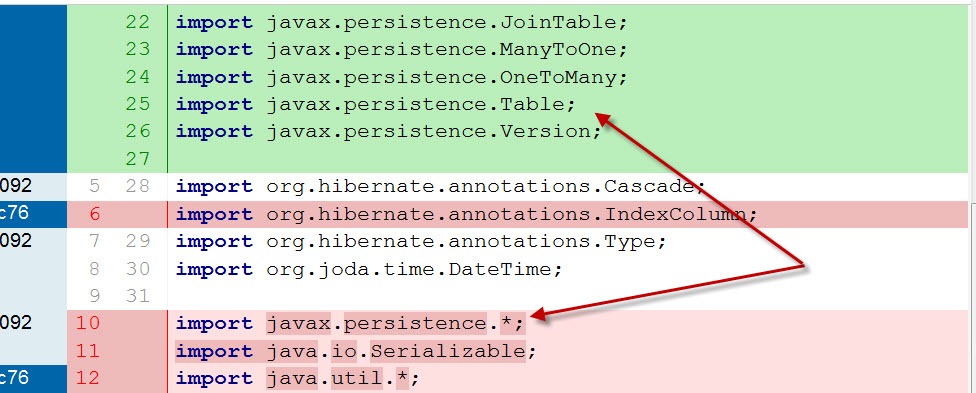 22 import javax.persistence.JoinTable;
23 import javax.persistence.ManyToOne;
24 import javax.persistence.OneToMany;
25 import javax.persistence.Table;
26 import javax.persistence.Version;
27
092 5 28 import org.hibernate.annotations.Cascade;
c76 6 import org.hibernate.annotations.IndexColumn;
092 7 29 import org.hibernate.annotations.Type;
8 30 import org.joda.time.DateTime;
9 31
092 10 import javax.persistence.*;
11 import java.io.Serializable;
c76 12 import java.util.*;